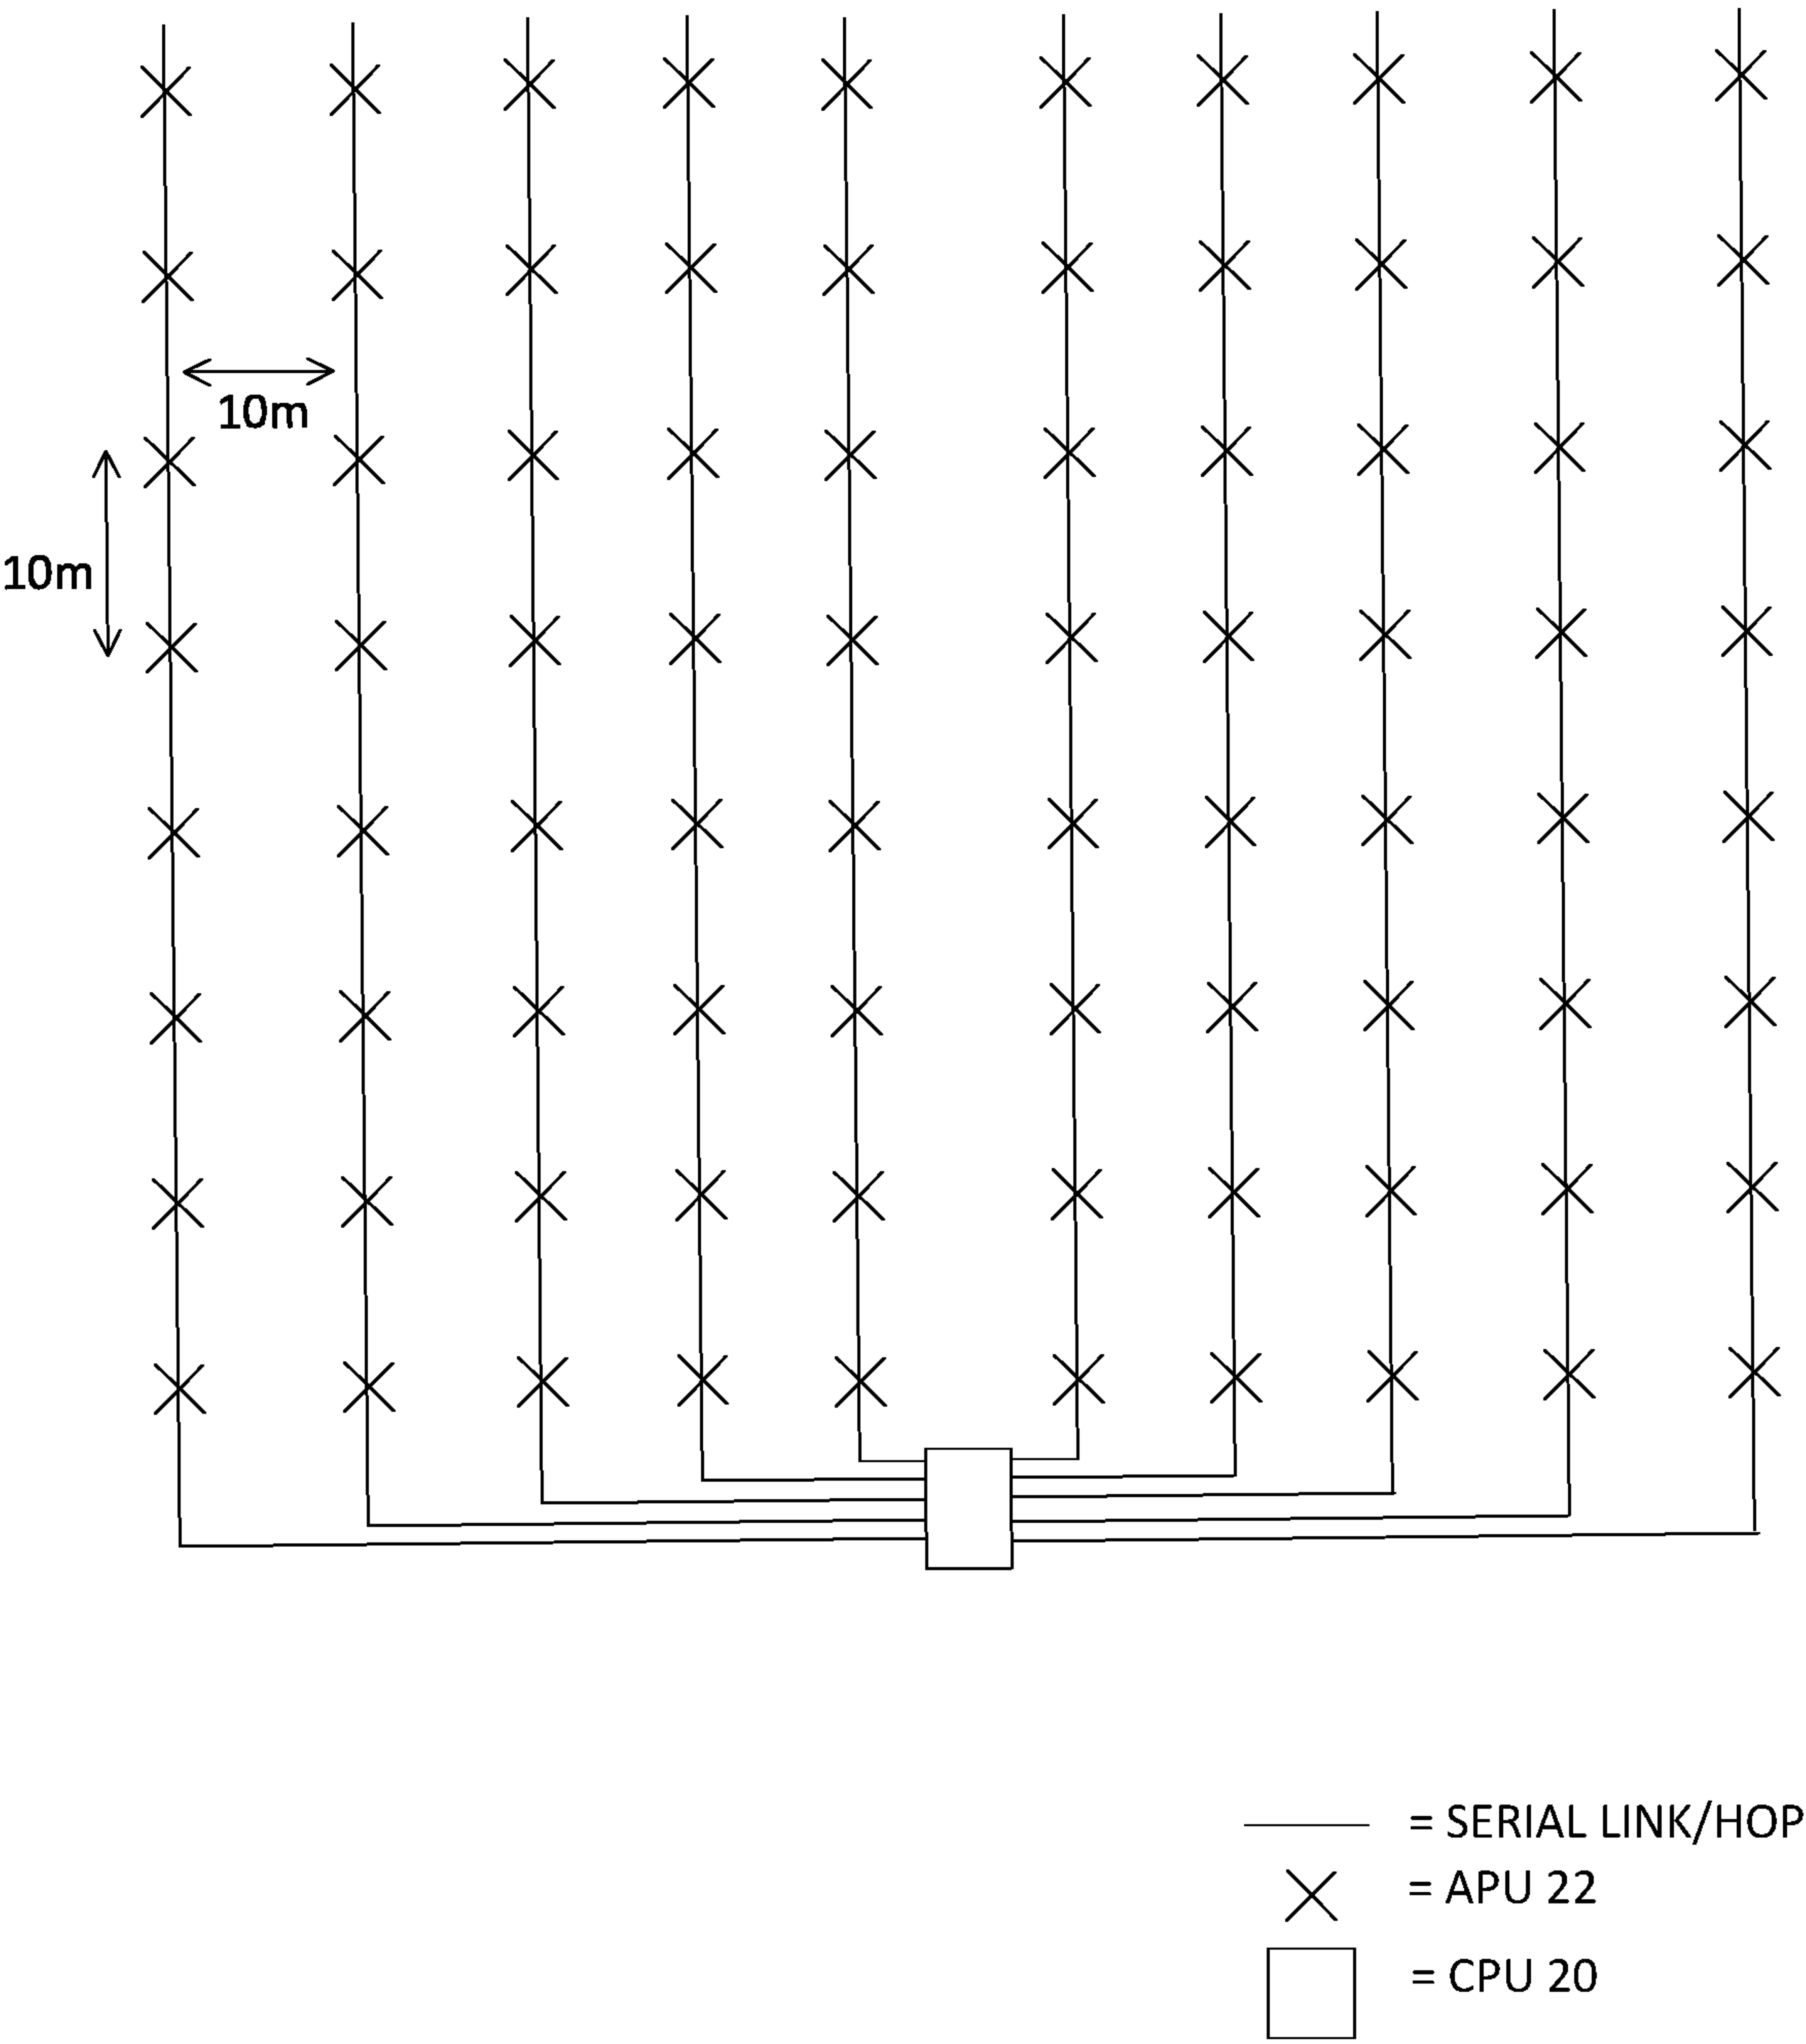 10m
10m
= SERIAL LINK/HOP
= APU 22
= CPU 20